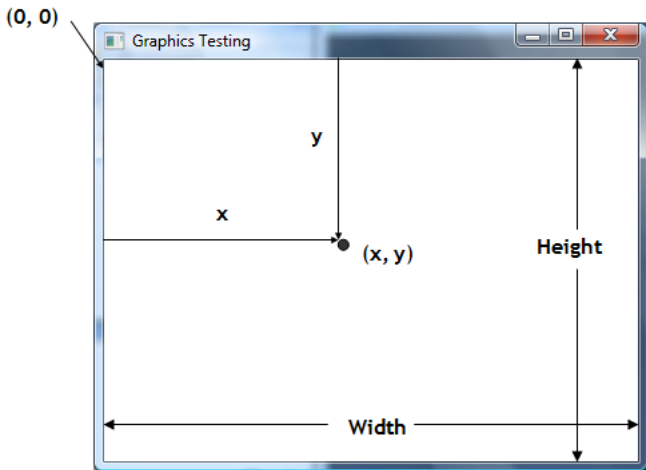 (0, 0)
Graphics Testing
y
x
(x, y)
Height
Width